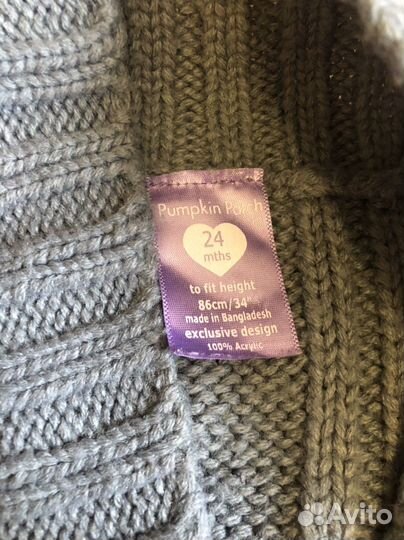 Pumpkin Patch
24
mths
to fit height
86cm/34"
made in Bangladesh
exclusive design
100% Acrylic
Avito